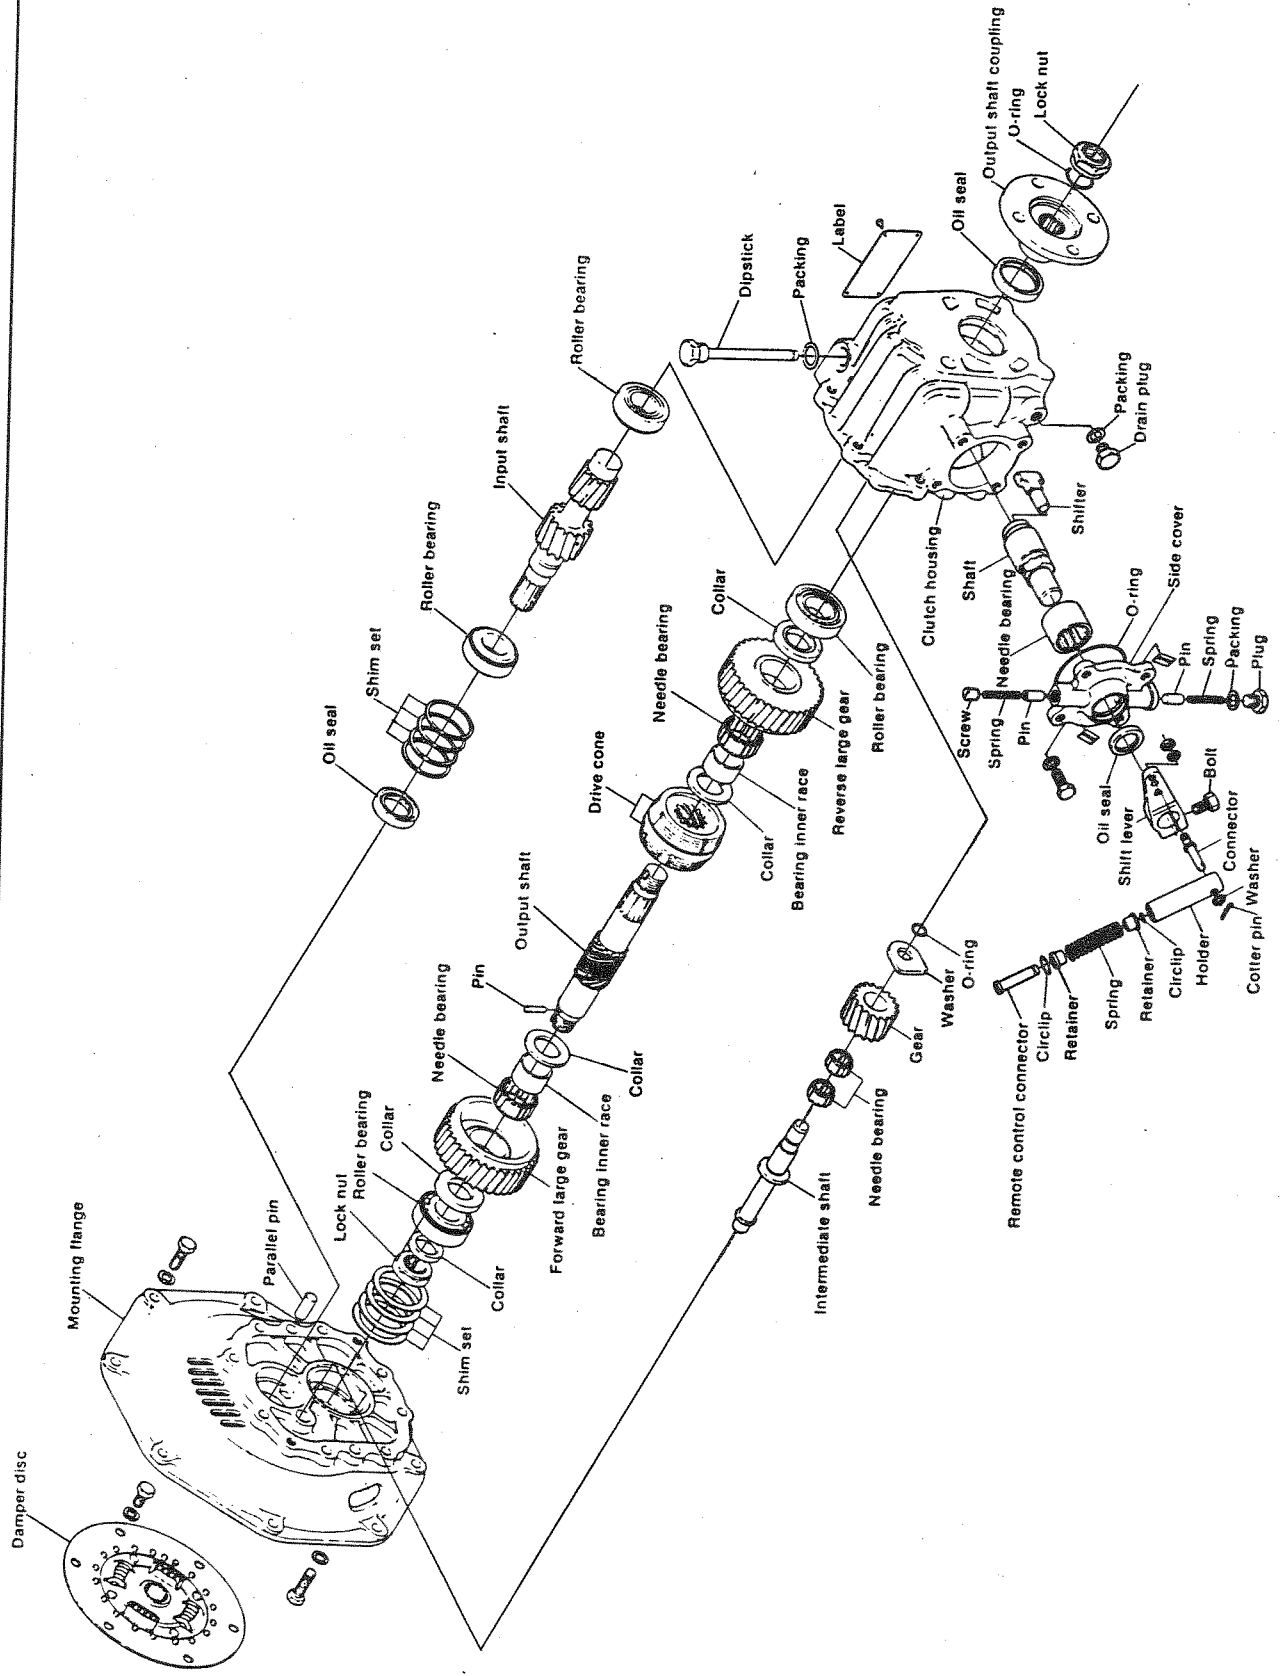 Damper disc
Mounting flange
Parallel pin
Lock nut
Roller bearing
Collar
Needle bearing
Pin
Output shaft
Drive cone
Needle bearing
Collar
Oil seal
Shim set
Roller bearing
Input shaft
Roller bearing
Dipstick
Packing
Label
Oil seal
Output shaft coupling
O-ring
Lock nut
Shim set
Collar
Forward large gear
Bearing inner race
Collar
Collar
Bearing inner race
Reverse large gear
Roller bearing
Clutch housing
Shaft
Needle bearing
Shifter
Packing
Drain plug
Side cover
O-ring
Screw
Spring
Pin
Pin
Spring
Packing
Plug
Intermediate shaft
Needle bearing
Gear
Washer
O-ring
Oil seal
Shift lever
Bolt
Connector
Washer
Cotter pin
Holder
Circlip
Retainer
Spring
Retainer
Circlip
Remote control connector